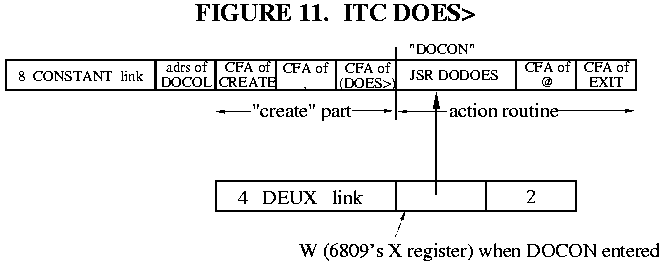 FIGURE 11. ITC DOES>
"DOCON"
8 CONSTANT link
adrs of
DOCOL
CFA of
CREATE
CFA of
,
CFA of
(DOES>)
JSR DODOES
CFA of
@
CFA of
EXIT
"create" part
action routine
4 DEUX link
2
W (6809's X register) when DOCON entered